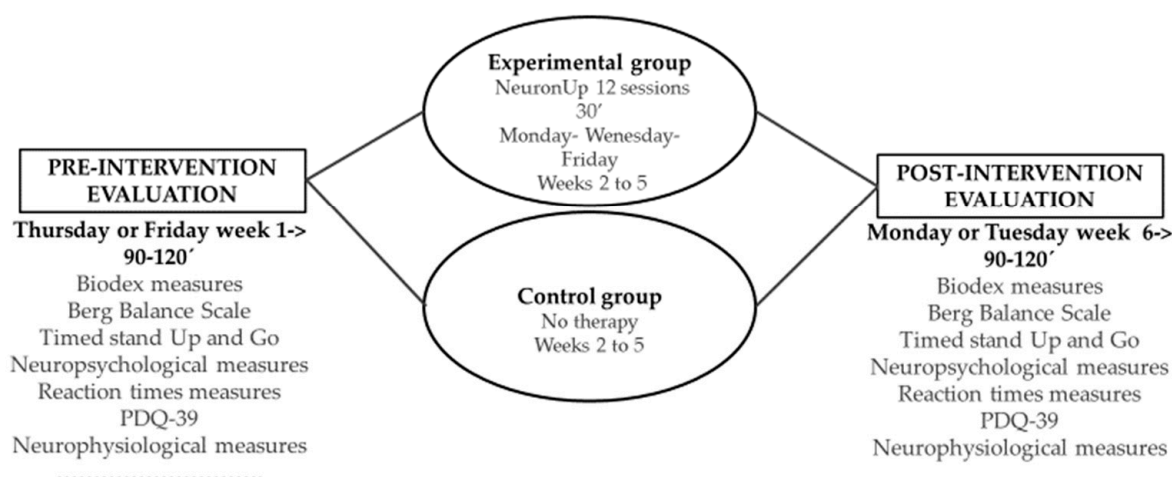 PRE-INTERVENTION
EVALUATION
Thursday or Friday week 1->
90-120´
Biodex measures
Berg Balance Scale
Timed stand Up and Go
Neuropsychological measures
Reaction times measures
PDQ-39
Neurophysiological measures
Experimental group
NeuronUp 12 sessions
30′
Monday- Wenesday-
Friday
Weeks 2 to 5
Control group
No therapy
Weeks 2 to 5
POST-INTERVENTION
EVALUATION
Monday or Tuesday week 6->
90-120´
Biodex measures
Berg Balance Scale
Timed stand Up and Go
Neuropsychological measures
Reaction times measures
PDQ-39
Neurophysiological measures